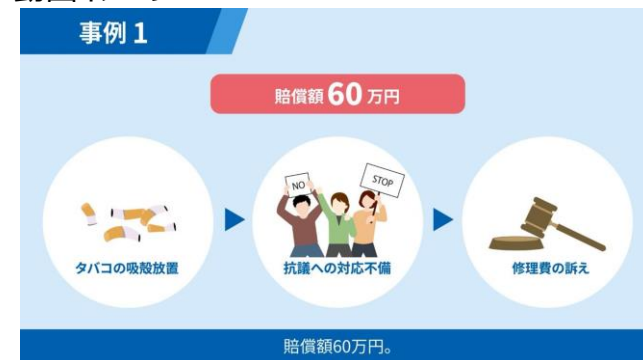 事例 1
賠償額 60 万円
NO
STOP
タバコの吸殻放置
抗議への対応不備
修理費の訴え
賠償額60万円。